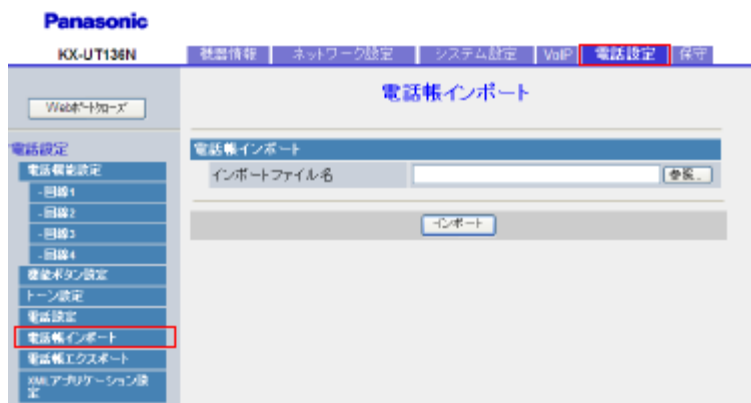 Panasonic
KX-UT136N
機器情報 ネットワーク設定 システム設定 VoIP 電話設定 保守
Webポートクローズ
電話帳インポート
電話設定
電話機能設定
-回線1
-回線2
-回線3
-回線4
機能ボタン設定
トーン設定
電話設定
電話帳インポート
電話帳エクスポート
XMLアプリケーション設
定
電話帳インポート
インポートファイル名
参照...
インポート